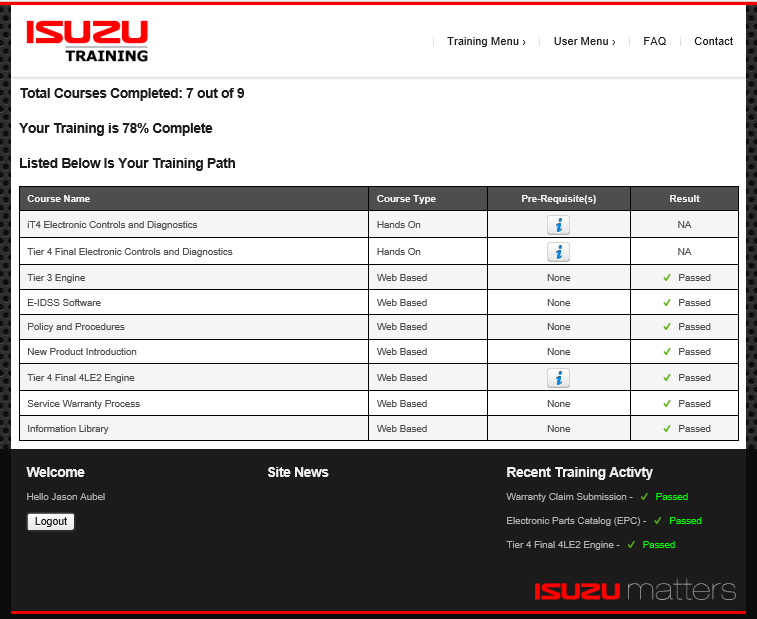 ISUZU
TRAINING
Training Menu ›
User Menu ›
FAQ
Contact
Total Courses Completed: 7 out of 9
Your Training is 78% Complete
Listed Below Is Your Training Path
Course Name Course Type Pre-Requisite(s) Result
iT4 Electronic Controls and Diagnostics Hands On i NA
Tier 4 Final Electronic Controls and Diagnostics Hands On i NA
Tier 3 Engine Web Based None ✓ Passed
E-IDSS Software Web Based None ✓ Passed
Policy and Procedures Web Based None ✓ Passed
New Product Introduction Web Based None ✓ Passed
Tier 4 Final 4LE2 Engine Web Based i ✓ Passed
Service Warranty Process Web Based None ✓ Passed
Information Library Web Based None ✓ Passed
Welcome
Hello Jason Aubel
Logout
Site News
Recent Training Activty
Warranty Claim Submission - ✓ Passed
Electronic Parts Catalog (EPC) - ✓ Passed
Tier 4 Final 4LE2 Engine - ✓ Passed
ISUZU matters